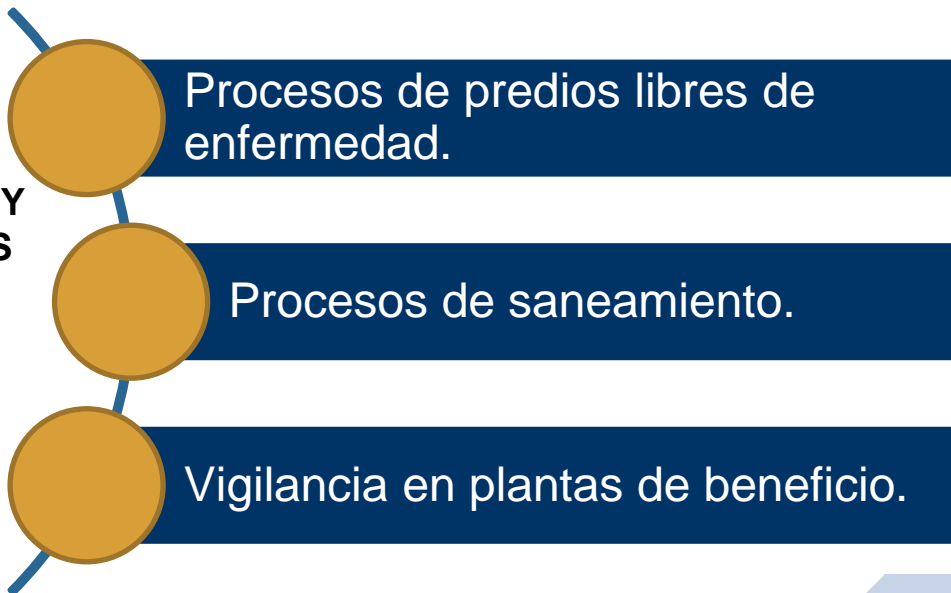 Procesos de predios libres de
enfermedad.
Y
S
Procesos de saneamiento.
Vigilancia en plantas de beneficio.